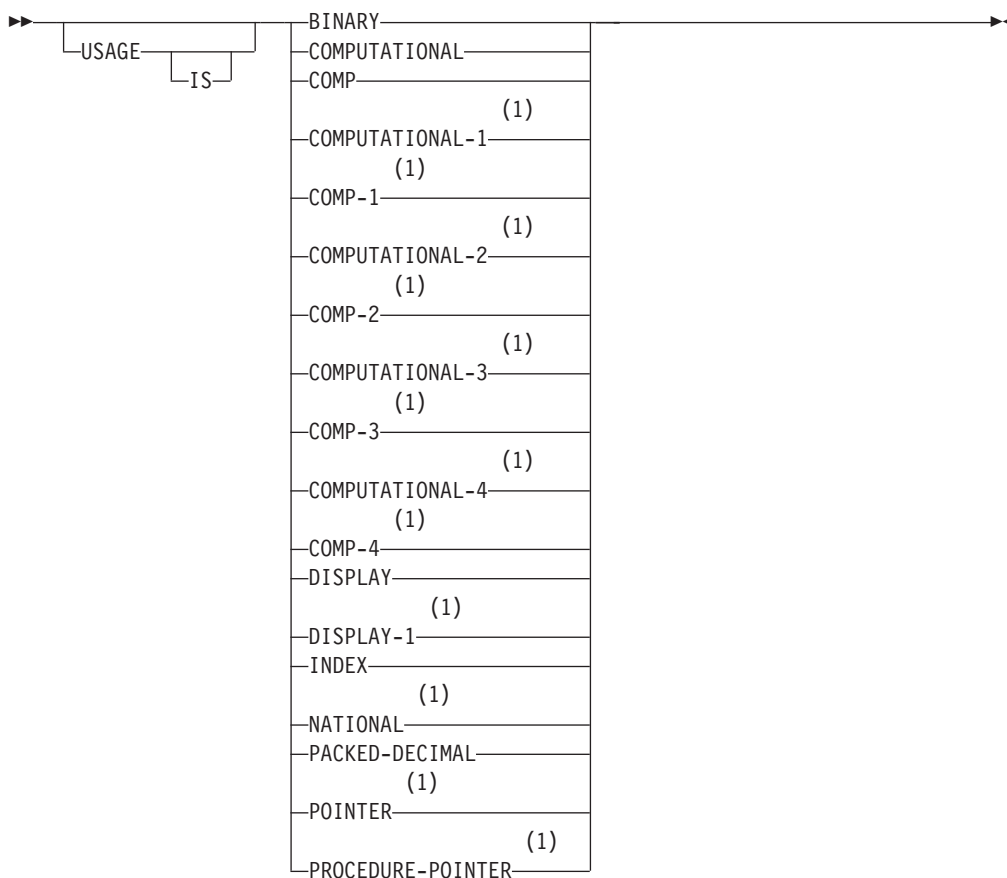 BINARY
USAGE
IS
COMPUTATIONAL
COMP
(1)
COMPUTATIONAL-1
(1)
COMP-1
(1)
COMPUTATIONAL-2
(1)
COMP-2
(1)
COMPUTATIONAL-3
(1)
COMP-3
(1)
COMPUTATIONAL-4
(1)
COMP-4
DISPLAY
(1)
DISPLAY-1
INDEX
(1)
NATIONAL
PACKED-DECIMAL
(1)
POINTER
(1)
PROCEDURE-POINTER